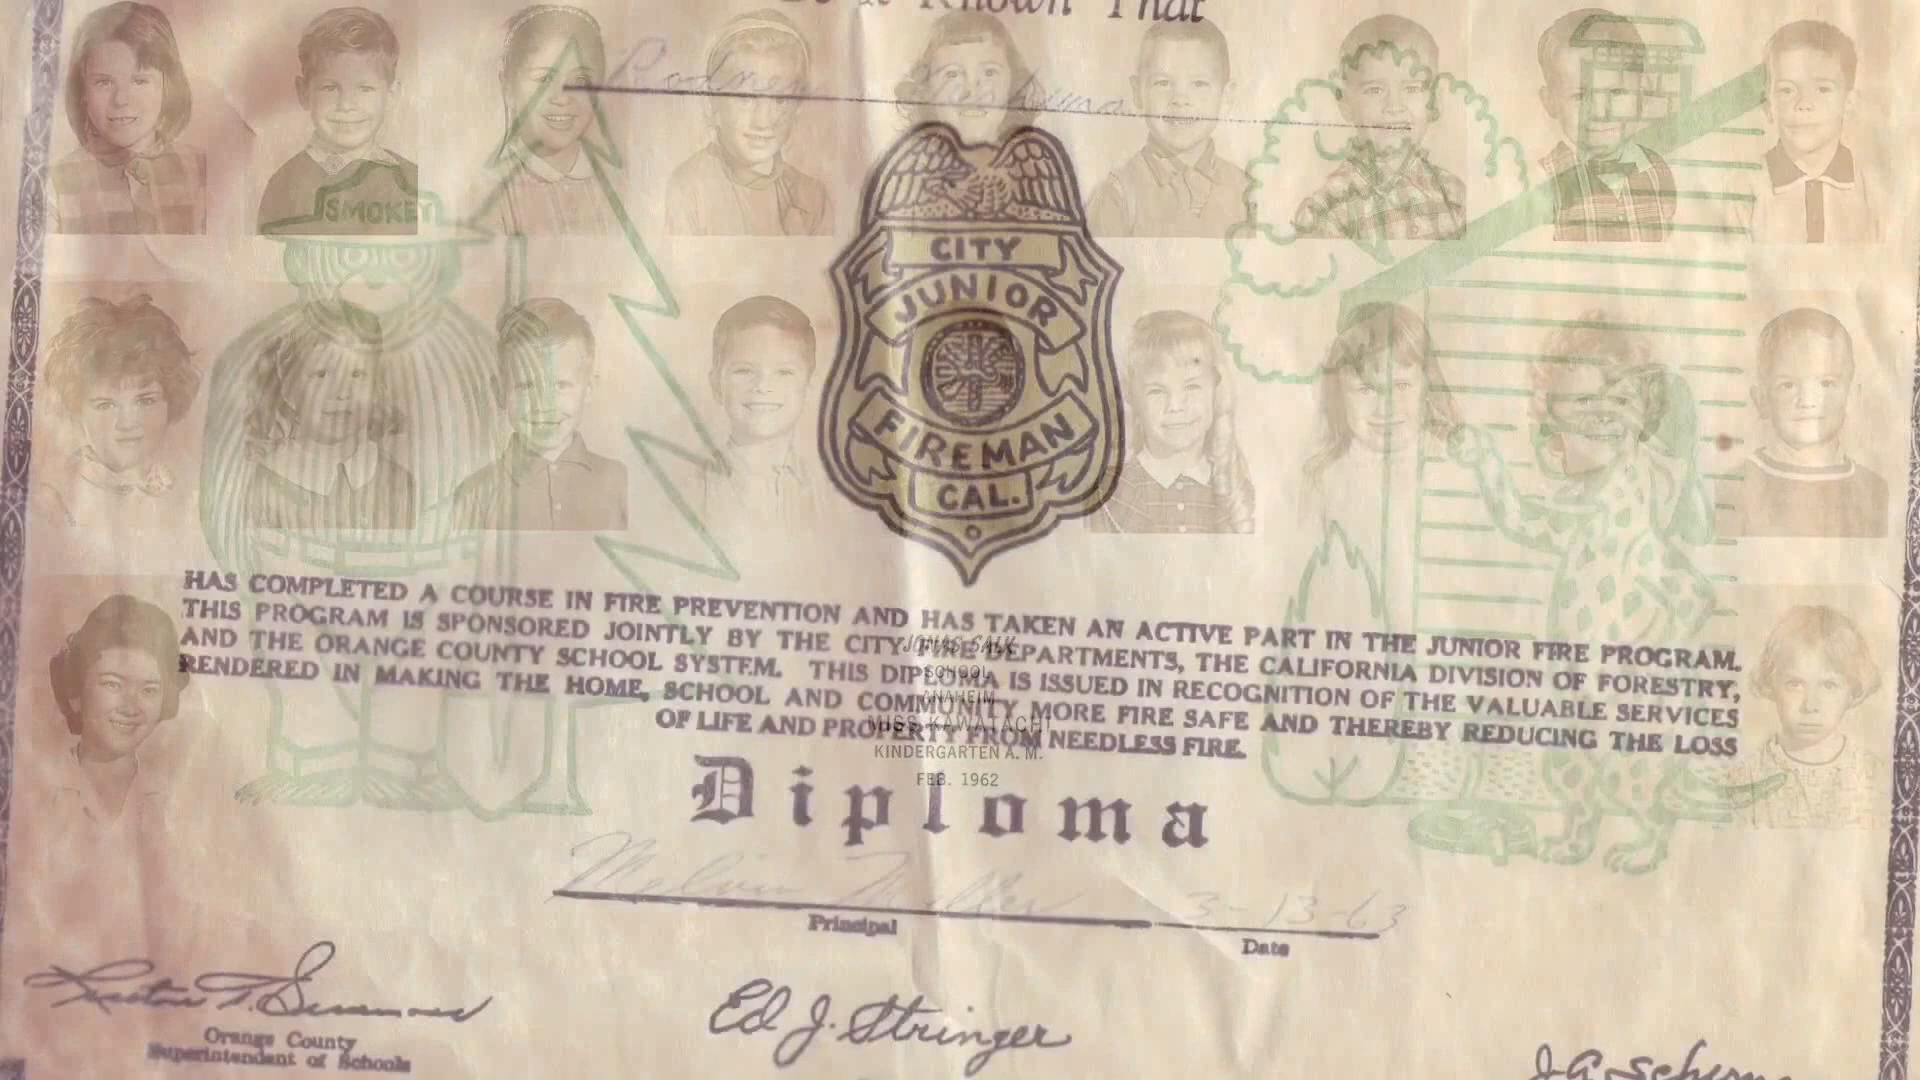 Be it Known That
Rodney
SMOKEY
CITY
JUNIOR
FIREMAN
CAL.
HAS COMPLETED A COURSE IN FIRE PREVENTION AND HAS TAKEN AN ACTIVE PART IN THE JUNIOR FIRE PROGRAM.
THIS PROGRAM IS SPONSORED JOINTLY BY THE CITY FIRE DEPARTMENTS, THE CALIFORNIA DIVISION OF FORESTRY,
AND THE ORANGE COUNTY SCHOOL SYSTEM. THIS DIPLOMA IS ISSUED IN RECOGNITION OF THE VALUABLE SERVICES
RENDERED IN MAKING THE HOME, SCHOOL AND COMMUNITY MORE FIRE SAFE AND THEREBY REDUCING THE LOSS
OF LIFE AND PROPERTY FROM NEEDLESS FIRE.
JONAS SALK
SCHOOL
ANAHEIM
MISS KAWATACHI
KINDERGARTEN A. M.
FEB. 1962
Diploma
Melvin Miller 3-13-63
Principal
Date
Orange County
Superintendent of Schools
Ed J. Stringer